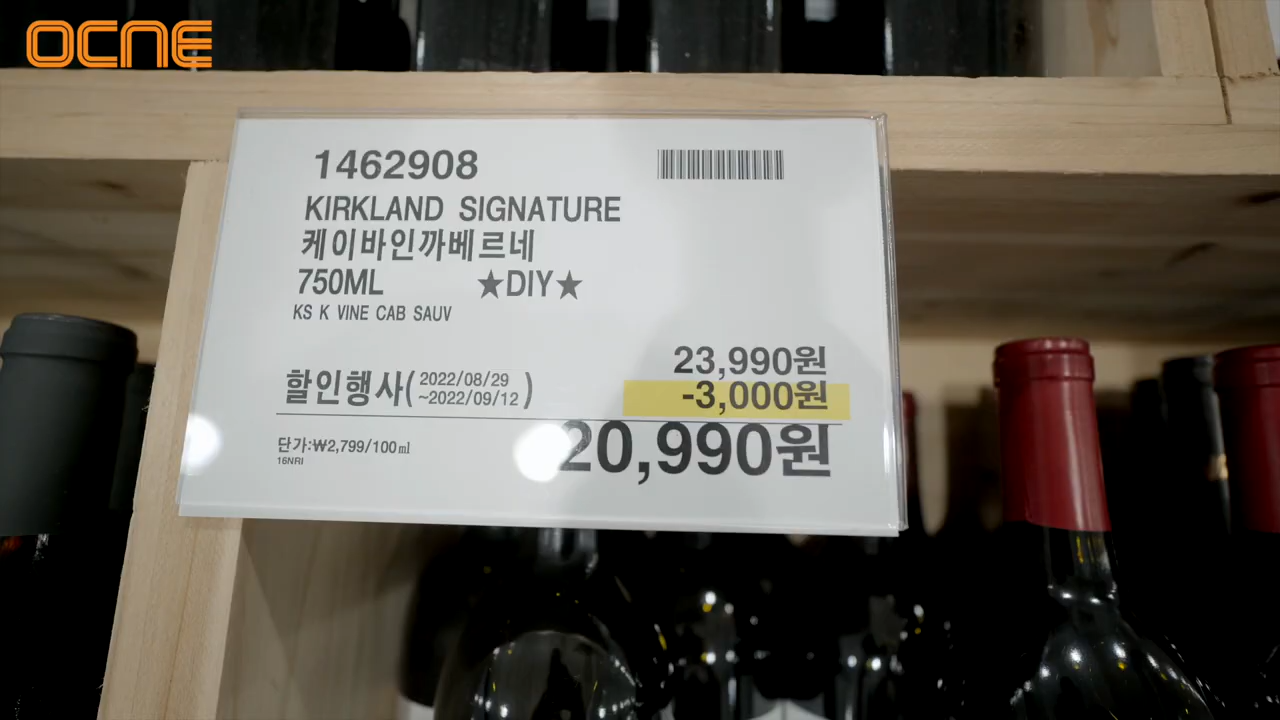 OCNE
1462908
KIRKLAND SIGNATURE
케이바인까베르네
750ML ★DIY★
KS K VINE CAB SAUV
23,990원
할인행사( 2022/08/29 ~2022/09/12 ) -3,000원
20,990원
단가:₩2,799/100㎖
16NRI